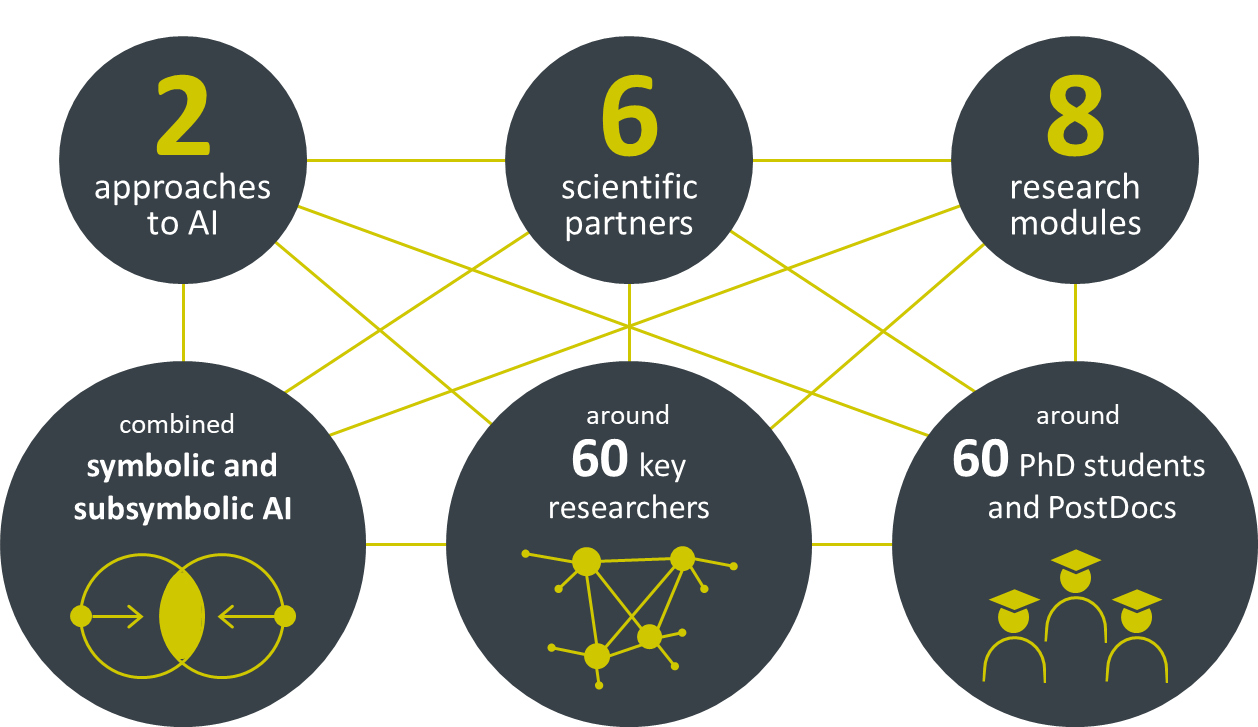 2
approaches
to AI
6
scientific
partners
8
research
modules
combined
symbolic and
subsymbolic AI
around
60 key
researchers
around
60 PhD students
and PostDocs